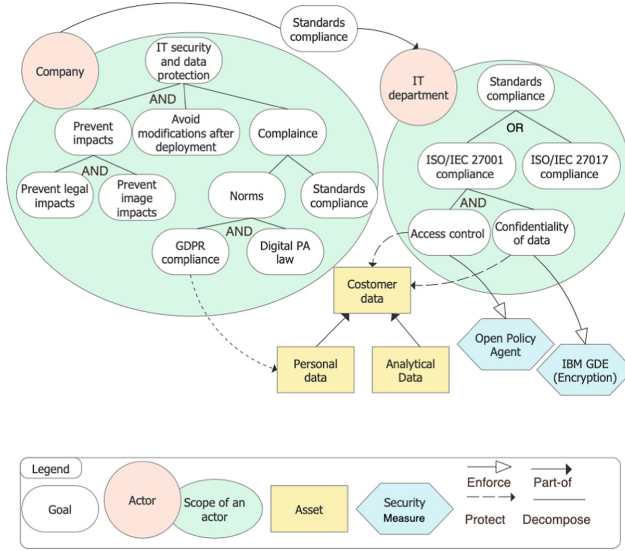 Standards
compliance
Company
IT security
and data
protection
AND
Prevent
impacts
Avoid
modifications after
deployment
Complaince
AND
Prevent legal
impacts
Prevent
image
impacts
Norms
Standards
compliance
AND
GDPR
compliance
Digital PA
law
IT
department
Standards
compliance
OR
ISO/IEC 27001
compliance
ISO/IEC 27017
compliance
AND
Access control
Confidentiality
of data
Costomer
data
Personal
data
Analytical
Data
Open Policy
Agent
IBM GDE
(Encryption)
Legend
Goal
Actor
Scope of an
actor
Asset
Security
Measure
Enforce
Part-of
Protect
Decompose